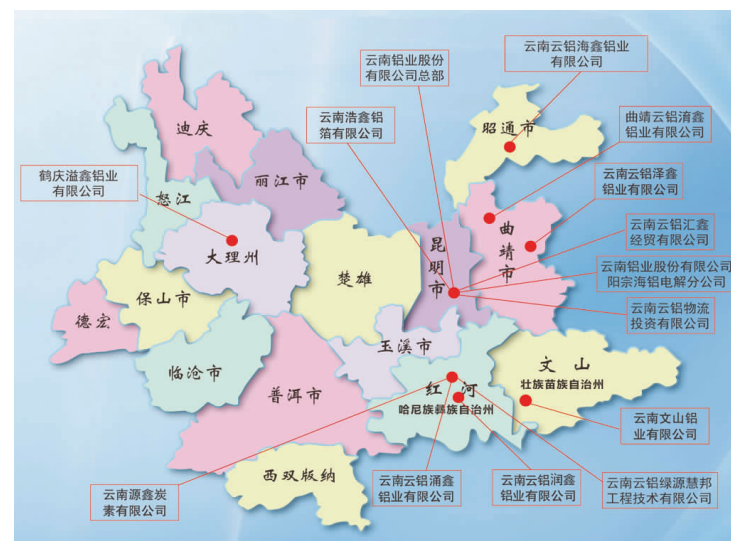 云南云铝海鑫铝业
有限公司
云南铝业股份
有限公司总部
云南浩鑫铝
箔有限公司
曲靖云铝淯鑫
铝业有限公司
鹤庆溢鑫铝业
有限公司
云南云铝泽鑫
铝业有限公司
云南云铝汇鑫
经贸有限公司
云南铝业股份有限公司
阳宗海铝电解分公司
云南云铝物流
投资有限公司
迪庆
昭通市
怒江
丽江市
大理州
楚雄
昆明市
曲靖市
保山市
德宏
临沧市
玉溪市
普洱市
红河
哈尼族彝族自治州
文山
壮族苗族自治州
西双版纳
云南文山铝
业有限公司
云南源鑫炭
素有限公司
云南云铝涌鑫
铝业有限公司
云南云铝润鑫
铝业有限公司
云南云铝绿源慧邦
工程技术有限公司